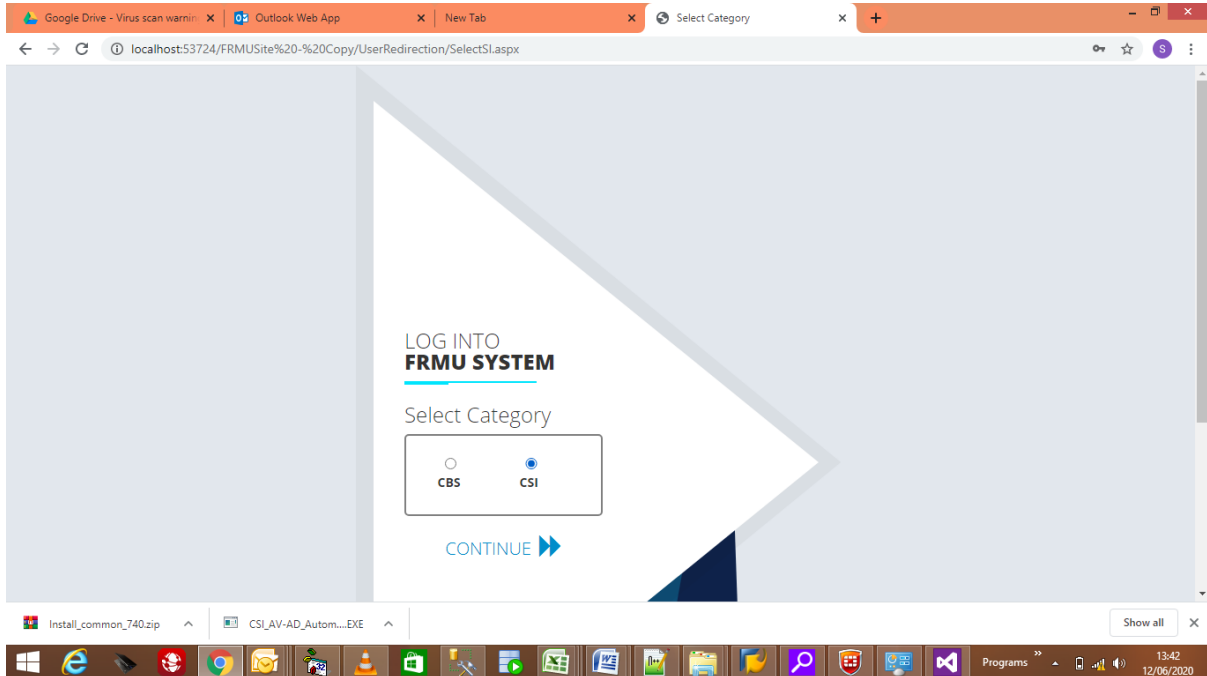 Google Drive - Virus scan warnin
Outlook Web App
New Tab
Select Category
localhost:53724/FRMUSite%20-%20Copy/UserRedirection/SelectSI.aspx
S
LOG INTO
FRMU SYSTEM
Select Category
CBS CSI
CONTINUE
Install_common_740.zip
CSI_AV-AD_Autom....EXE
Show all
Programs
13:42
12/06/2020